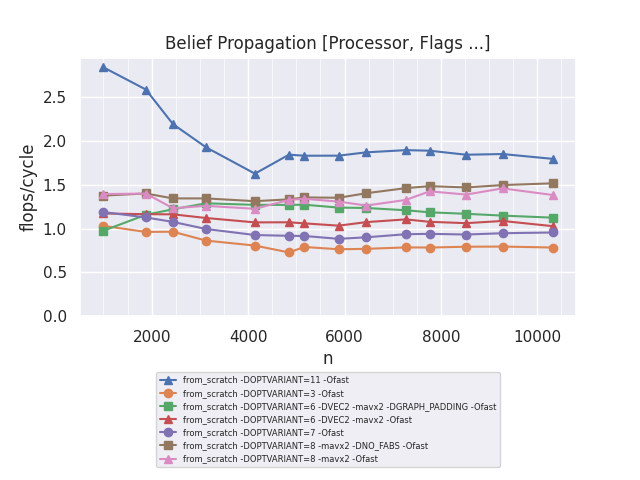 Belief Propagation [Processor, Flags ...]
flops/cycle
2.5
2.0
1.5
1.0
0.5
0.0
2000 4000 6000 8000 10000
n
from_scratch -DOPTVARIANT=11 -Ofast
from_scratch -DOPTVARIANT=3 -Ofast
from_scratch -DOPTVARIANT=6 -DVEC2 -mavx2 -DGRAPH_PADDING -Ofast
from_scratch -DOPTVARIANT=6 -DVEC2 -mavx2 -Ofast
from_scratch -DOPTVARIANT=7 -Ofast
from_scratch -DOPTVARIANT=8 -mavx2 -DNO_FABS -Ofast
from_scratch -DOPTVARIANT=8 -mavx2 -Ofast